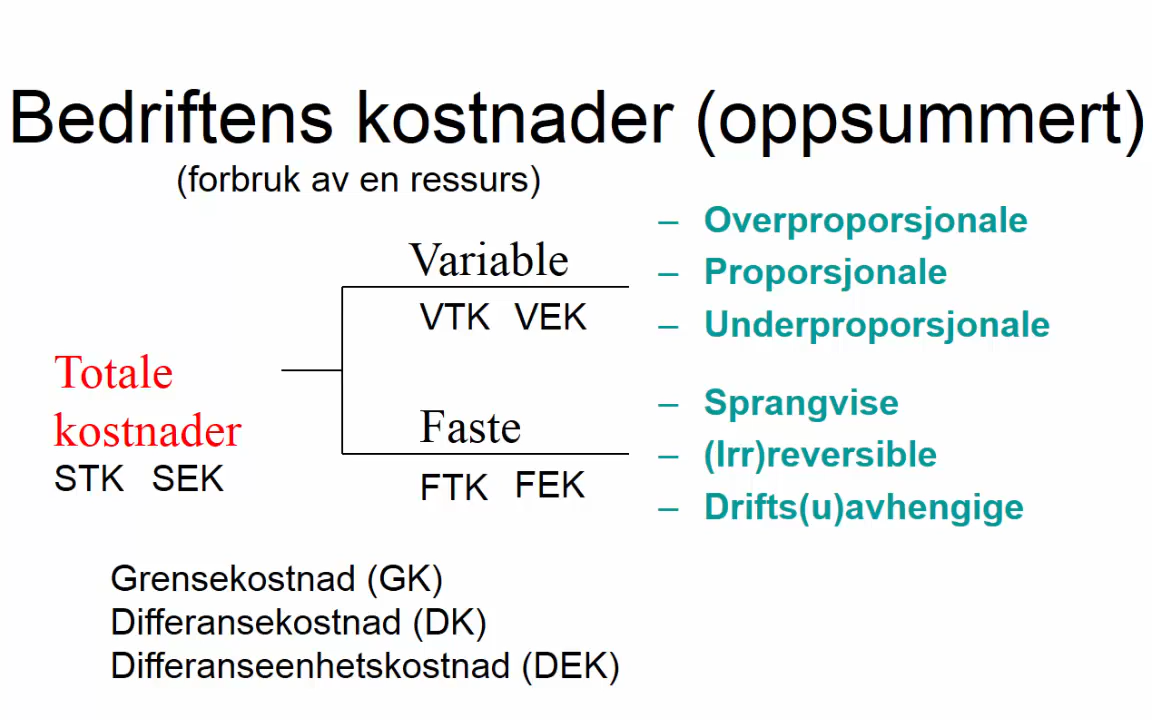 Bedriftens kostnader (oppsummert)
(forbruk av en ressurs)
Variable
VTK VEK
– Overproporsjonale
– Proporsjonale
– Underproporsjonale
Totale
kostnader
STK SEK
Faste
FTK FEK
– Sprangvise
– (Irr)reversible
– Drifts(u)avhengige
Grensekostnad (GK)
Differansekostnad (DK)
Differanseenhetskostnad (DEK)